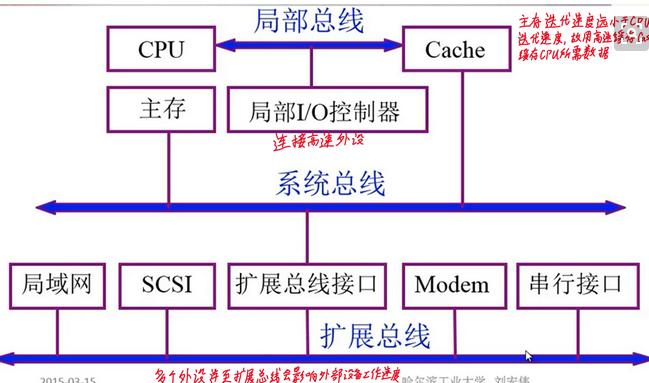 局部总线
主存迭代速度远小于CPU
迭代速度，故用高速缓存
缓存CPU所需数据
CPU
Cache
主存
局部I/O控制器
连接高速外设
系统总线
局域网
SCSI
扩展总线接口
Modem
串行接口
扩展总线
多个外设并至扩展总线会影响外部设备工作速度
2015-03-15
哈尔滨工业大学 刘宏伟